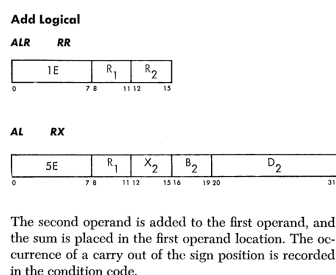 Add Logical
ALR RR
1E R1 R2
0 7 8 11 12 15
AL RX
5E R1 X2 B2 D2
0 7 8 11 12 15 16 19 20 31
The second operand is added to the first operand, and
the sum is placed in the first operand location. The oc-
currence of a carry out of the sign position is recorded
in the condition code.